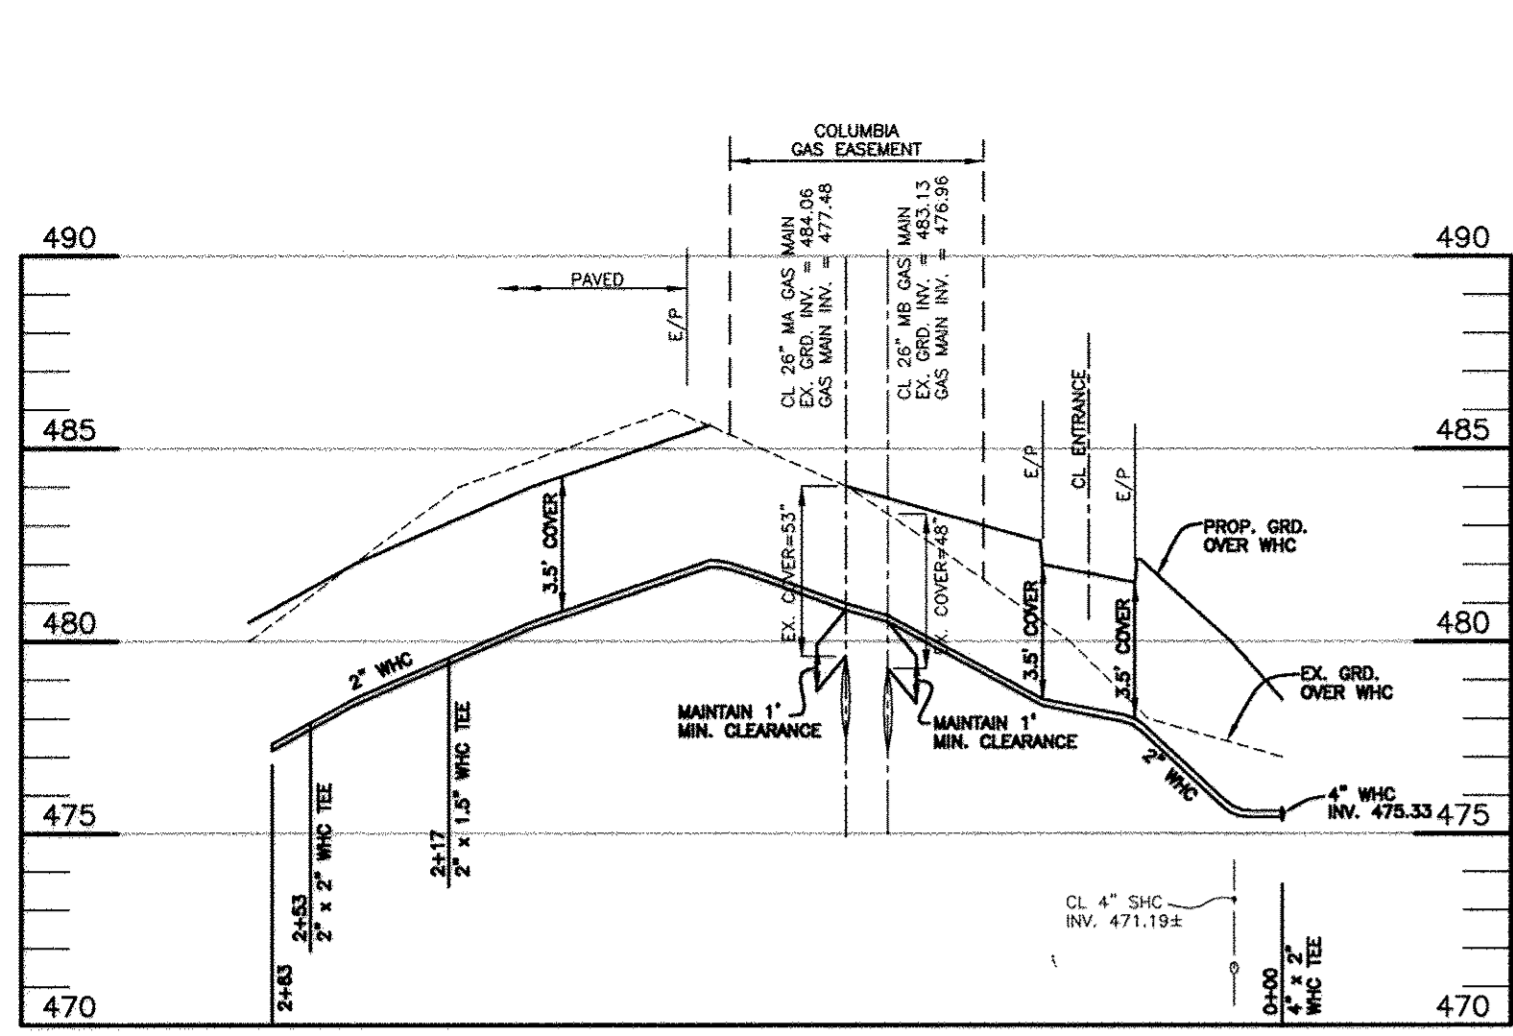 COLUMBIA
GAS EASEMENT
490
490
PAVED
E/P
CL 26" MA GAS MAIN
EX. GRD. INV. = 484.06
GAS MAIN INV. = 477.48
CL 26" MB GAS MAIN
EX. GRD. INV. = 483.13
GAS MAIN INV. = 476.96
485
485
E/P
CL ENTRANCE
E/P
3.5' COVER
EX. COVER=53"
EX. COVER=48"
PROP. GRD.
OVER WHC
480
480
3.5' COVER
3.5' COVER
2" WHC
EX. GRD.
OVER WHC
MAINTAIN 1'
MIN. CLEARANCE
MAINTAIN 1'
MIN. CLEARANCE
2" WHC
4" WHC
INV. 475.33
475
475
2+17
2" x 1.5" WHC TEE
2+53
2" x 2" WHC TEE
2+63
CL 4" SHC
INV. 471.19±
0+00
4" x 2"
WHC TEE
470
470